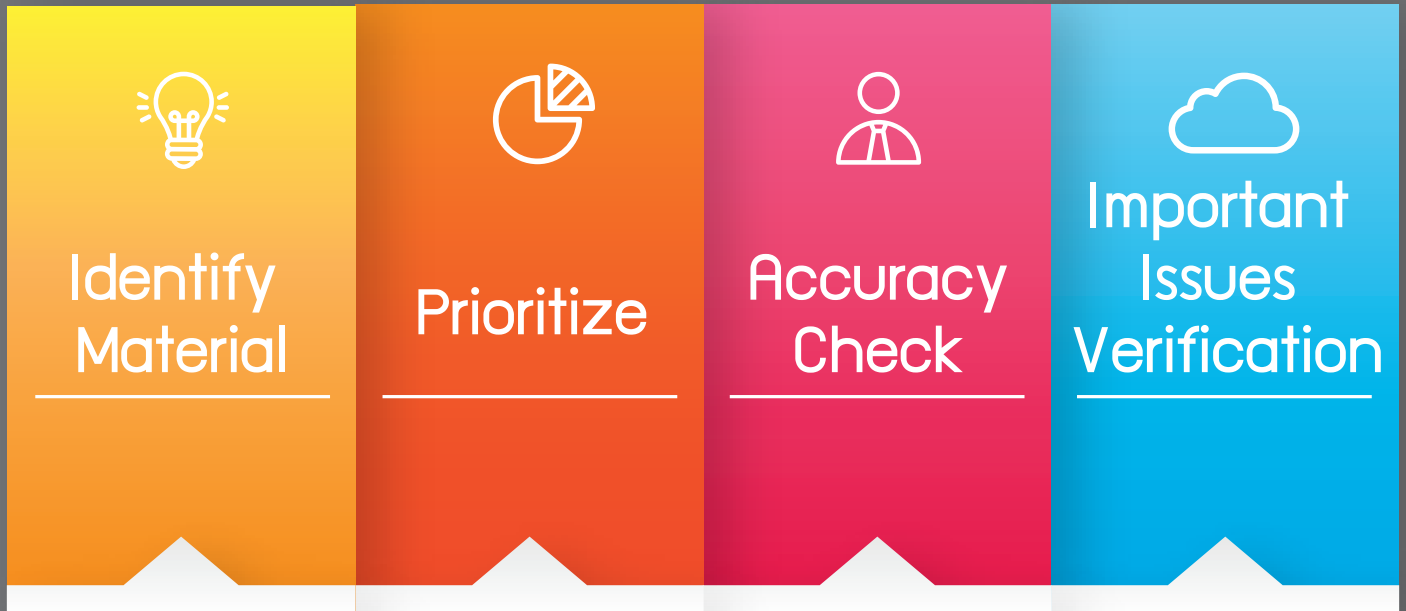 Identify
Material
Prioritize
Accuracy
Check
Important
Issues
Verification